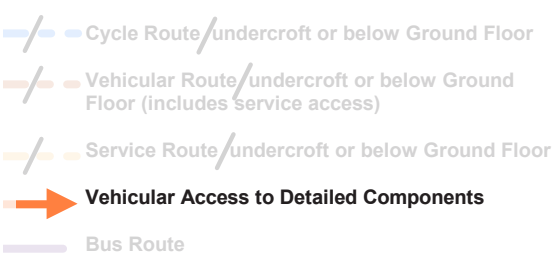 Cycle Route/undercroft or below Ground Floor
Vehicular Route/undercroft or below Ground
Floor (includes service access)
Service Route/undercroft or below Ground Floor
Vehicular Access to Detailed Components
Bus Route